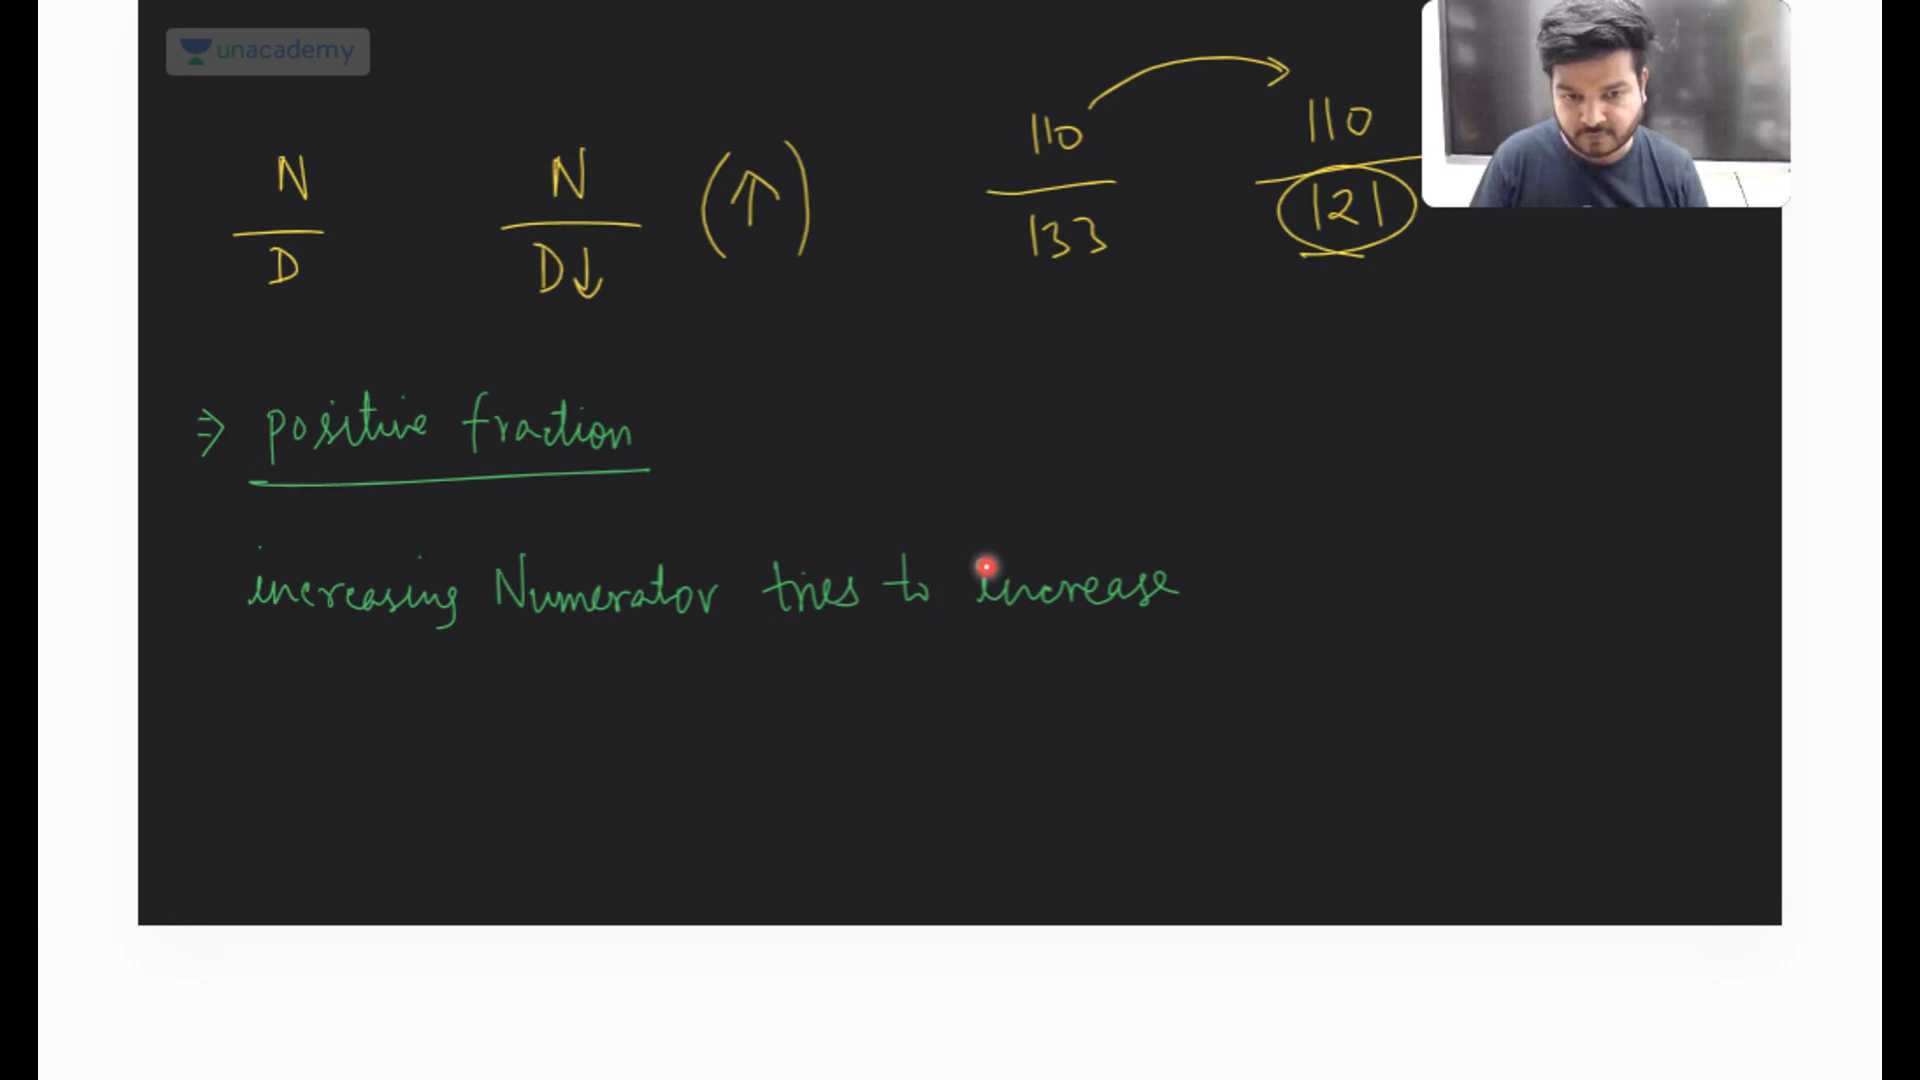 unacademy
N
D
N
D↓
(↑)
110
133
110
121
⇒ positive fraction
increasing Numerator tries to increase